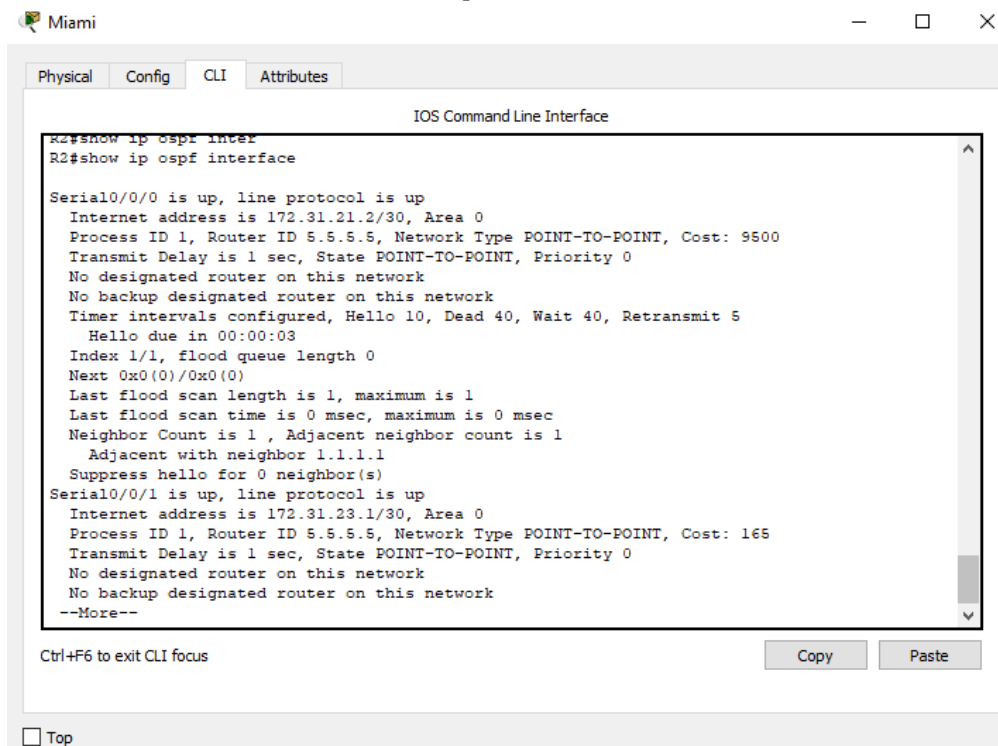 Miami
Physical Config CLI Attributes
IOS Command Line Interface
R2#show ip ospf inter
R2#show ip ospf interface
Serial0/0/0 is up, line protocol is up
Internet address is 172.31.21.2/30, Area 0
Process ID 1, Router ID 5.5.5.5, Network Type POINT-TO-POINT, Cost: 9500
Transmit Delay is 1 sec, State POINT-TO-POINT, Priority 0
No designated router on this network
No backup designated router on this network
Timer intervals configured, Hello 10, Dead 40, Wait 40, Retransmit 5
Hello due in 00:00:03
Index 1/1, flood queue length 0
Next 0x0(0)/0x0(0)
Last flood scan length is 1, maximum is 1
Last flood scan time is 0 msec, maximum is 0 msec
Neighbor Count is 1 , Adjacent neighbor count is 1
Adjacent with neighbor 1.1.1.1
Suppress hello for 0 neighbor(s)
Serial0/0/1 is up, line protocol is up
Internet address is 172.31.23.1/30, Area 0
Process ID 1, Router ID 5.5.5.5, Network Type POINT-TO-POINT, Cost: 165
Transmit Delay is 1 sec, State POINT-TO-POINT, Priority 0
No designated router on this network
No backup designated router on this network
--More--
Ctrl+F6 to exit CLI focus
Copy Paste
Top